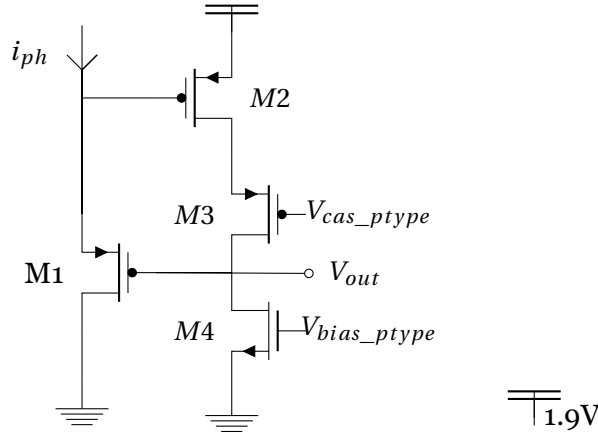 i_ph
M2
M3
V_cas_ptype
M1
V_out
M4
V_bias_ptype
1.9V